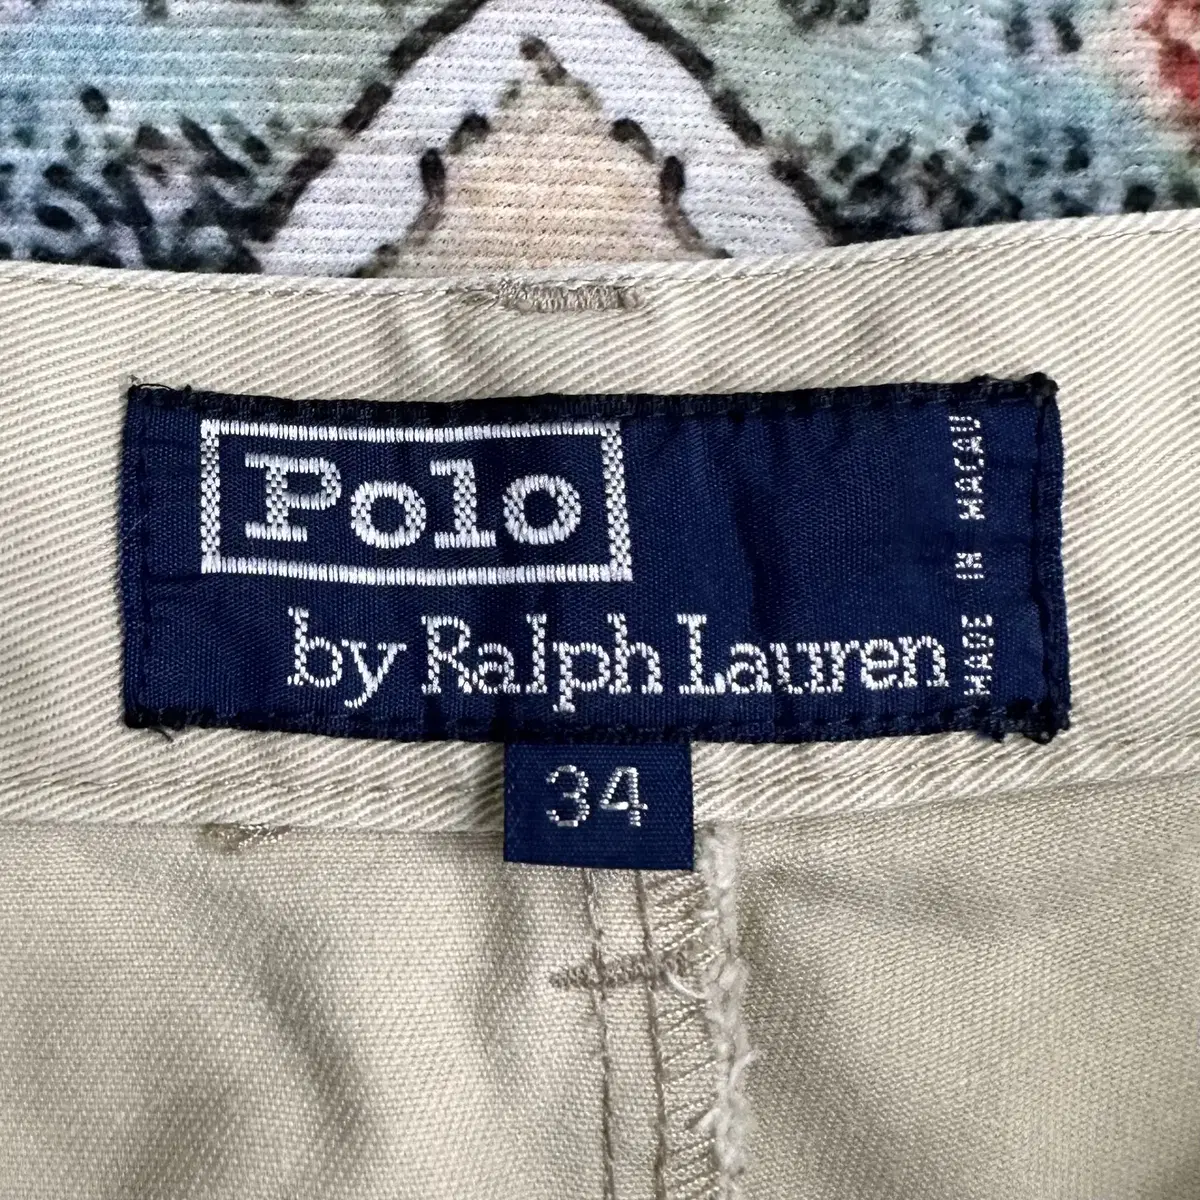 Polo
by Ralph Lauren
MADE IN MACAU
34